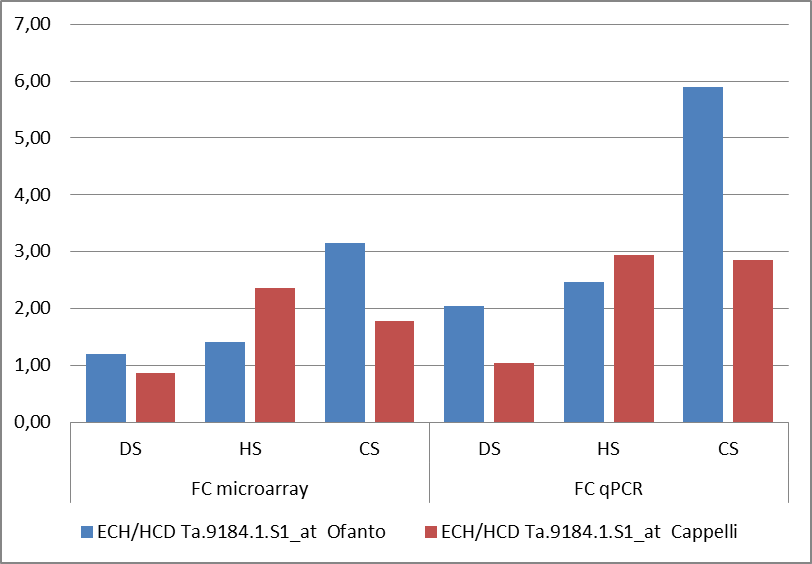 7,00
6,00
5,00
4,00
3,00
2,00
1,00
0,00
DS HS CS DS HS CS
FC microarray FC qPCR
ECH/HCD Ta.9184.1.S1_at Ofanto ECH/HCD Ta.9184.1.S1_at Cappelli